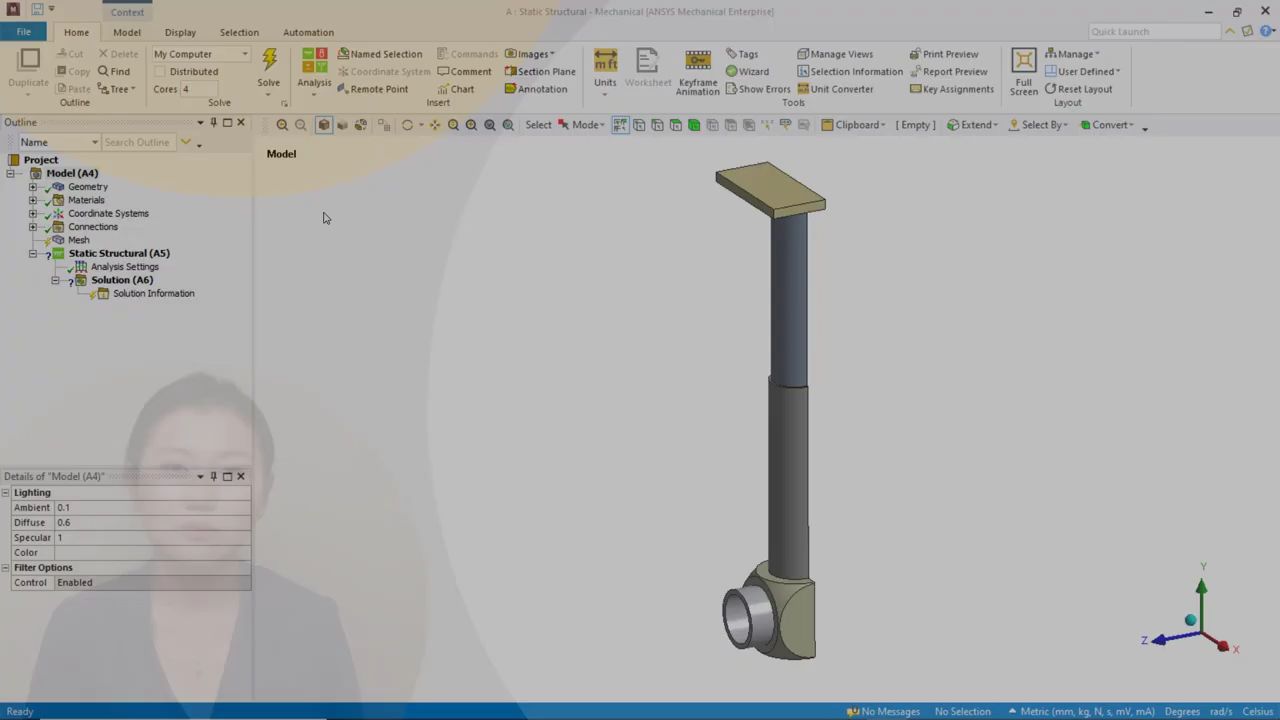 Context
A : Static Structural - Mechanical [ANSYS Mechanical Enterprise]
File Home Model Display Selection Automation Quick Launch
Duplicate
Cut Delete
Copy Find
Paste Tree
Outline
My Computer
Distributed
Cores 4
Solve
Solve
Analysis
Named Selection Commands Images
Coordinate System Comment Section Plane
Remote Point Chart Annotation
Insert
Units
Worksheet
Keyframe
Animation
Tags Manage Views Print Preview
Wizard Selection Information Report Preview
Show Errors Unit Converter Key Assignments
Tools
Full
Screen
Manage
User Defined
Reset Layout
Layout
Outline
Name Search Outline
Select Mode Clipboard [ Empty ] Extend Select By Convert
Model
Project
Model (A4)
Geometry
Materials
Coordinate Systems
Connections
Mesh
Static Structural (A5)
Analysis Settings
Solution (A6)
Solution Information
Details of "Model (A4)"
Lighting
Ambient 0.1
Diffuse 0.6
Specular 1
Color
Filter Options
Control Enabled
Y
Z
X
Ready No Messages No Selection Metric (mm, kg, N, s, mV, mA) Degrees rad/s Celsius